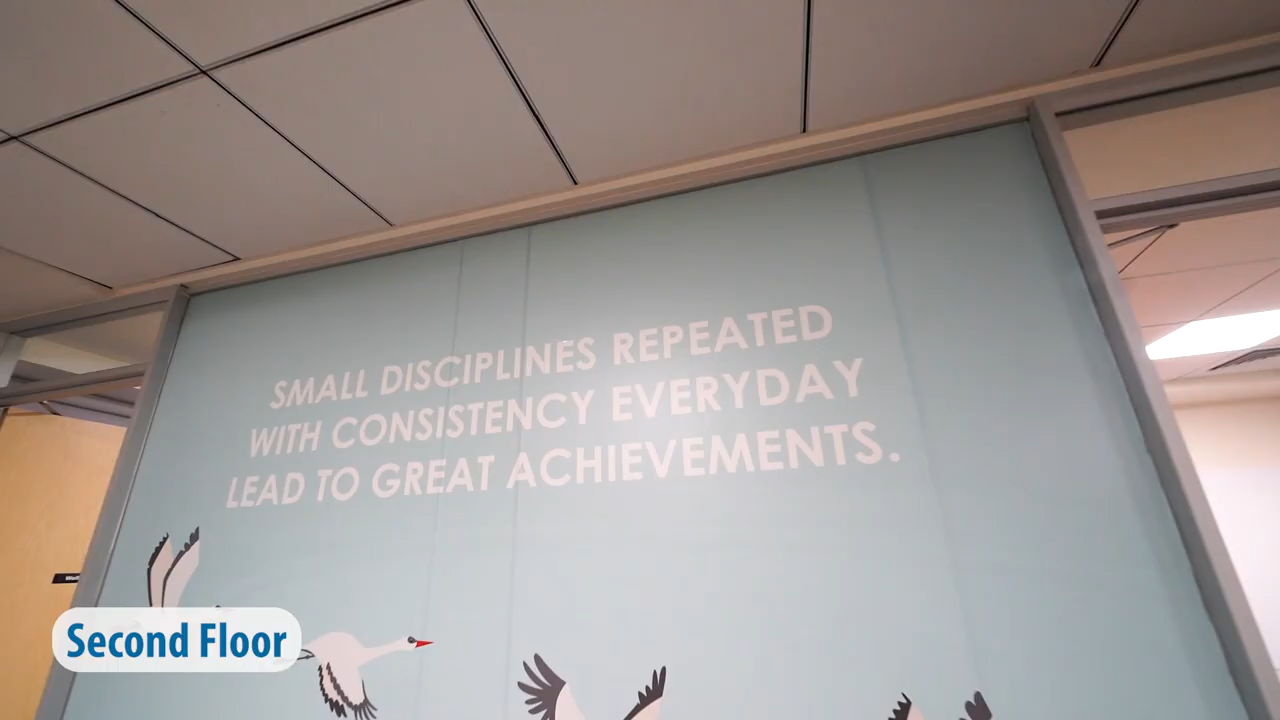 SMALL DISCIPLINES REPEATED
WITH CONSISTENCY EVERYDAY
LEAD TO GREAT ACHIEVEMENTS.
Second Floor